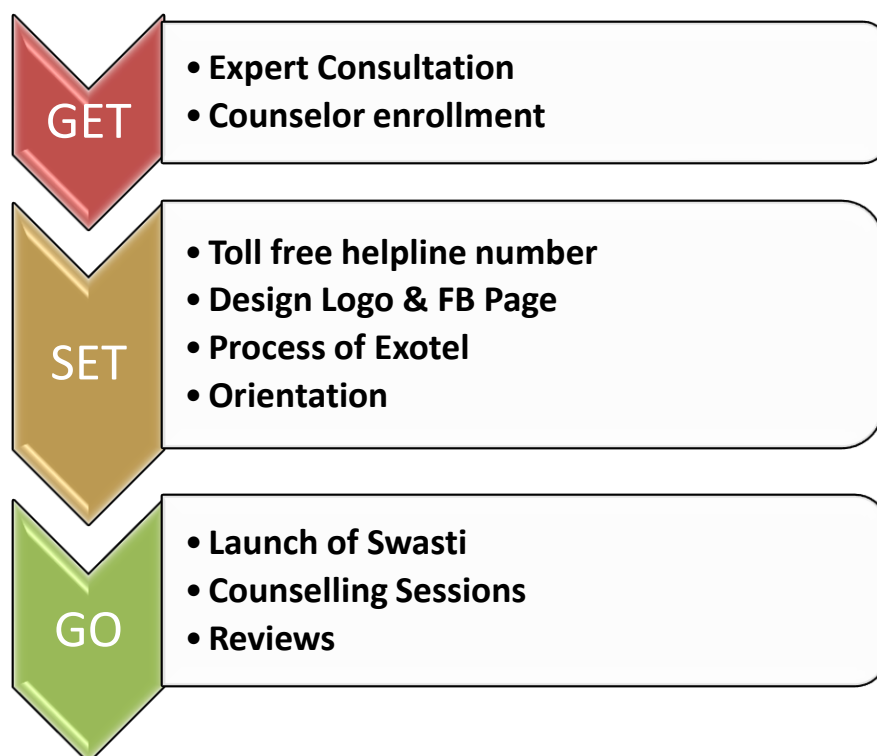 GET
• Expert Consultation
• Counselor enrollment
SET
• Toll free helpline number
• Design Logo & FB Page
• Process of Exotel
• Orientation
GO
• Launch of Swasti
• Counselling Sessions
• Reviews